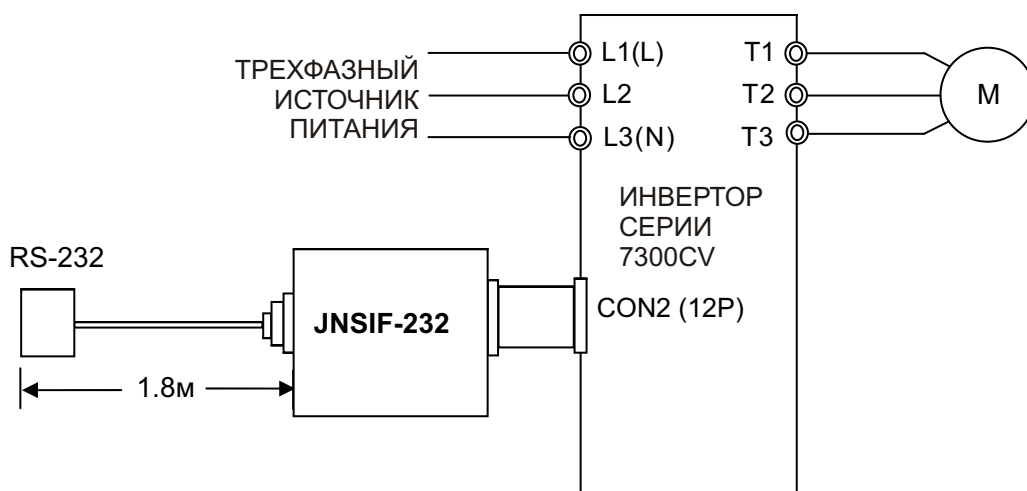 ТРЕХФАЗНЫЙ
ИСТОЧНИК
ПИТАНИЯ
L1(L)
L2
L3(N)
T1
T2
T3
M
ИНВЕРТОР
СЕРИИ
7300CV
RS-232
JNSIF-232
CON2 (12P)
1.8м